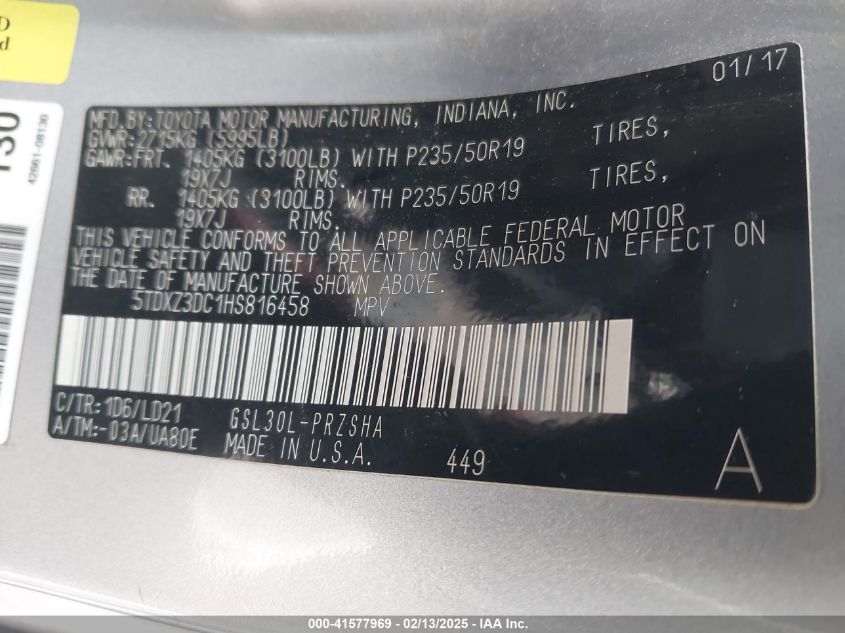 D
d
130
42661-08130
01/17
MFD.BY:TOYOTA MOTOR MANUFACTURING, INDIANA, INC.
GVWR:2715KG (5995LB)
GAWR:FRT. 1405KG (3100LB) WITH P235/50R19 TIRES,
19X7J RIMS.
RR. 1405KG (3100LB) WITH P235/50R19 TIRES,
19X7J RIMS.
THIS VEHICLE CONFORMS TO ALL APPLICABLE FEDERAL MOTOR
VEHICLE SAFETY AND THEFT PREVENTION STANDARDS IN EFFECT ON
THE DATE OF MANUFACTURE SHOWN ABOVE.
5TDXZ3DC1HS816458 MPV
C/TR:1D6/LD21 GSL30L-PRZSHA
A/TM:-03A/UA80E MADE IN U.S.A. 449 A
000-41577969 - 02/13/2025 - IAA Inc.